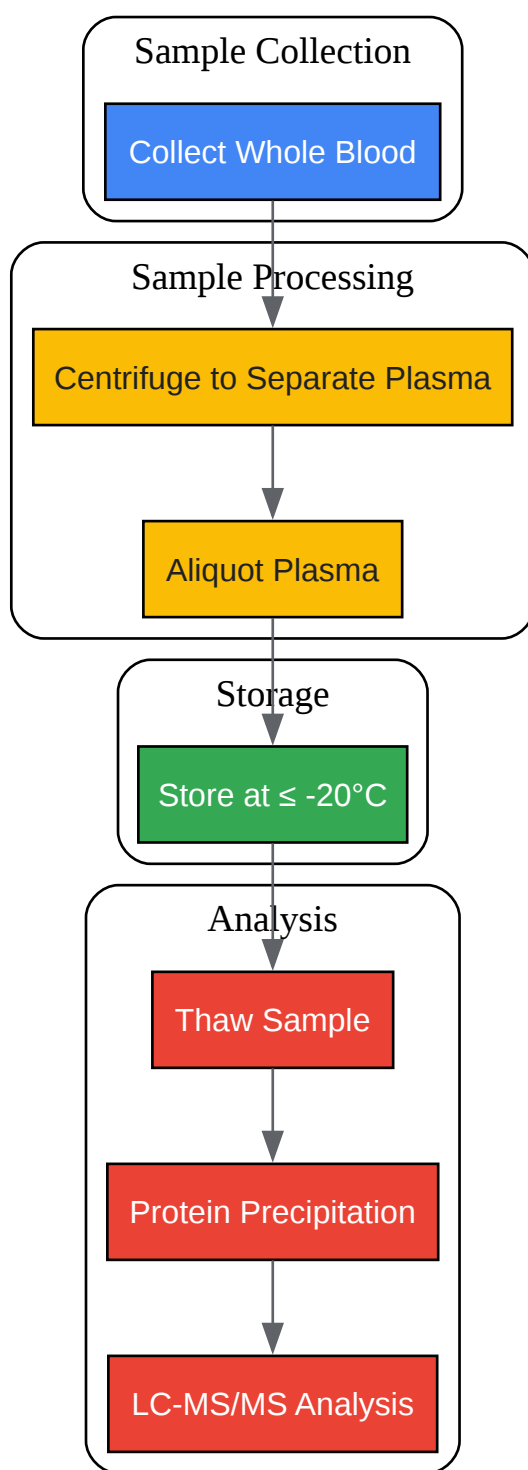 Sample Collection
Collect Whole Blood
Sample Processing
Centrifuge to Separate Plasma
Aliquot Plasma
Storage
Store at ≤ -20°C
Analysis
Thaw Sample
Protein Precipitation
LC-MS/MS Analysis